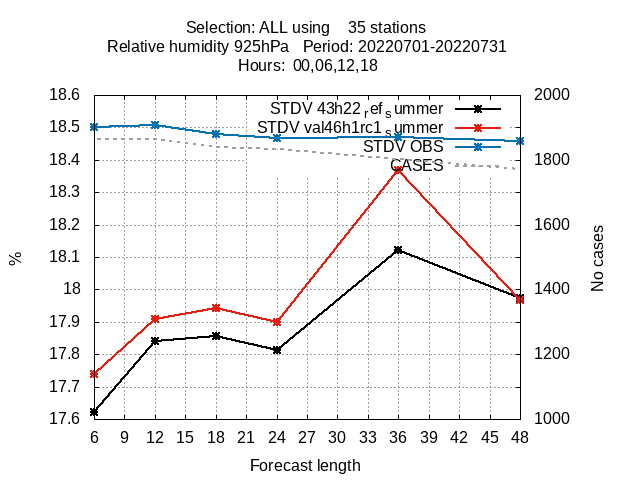 Selection: ALL using    35 stations
Relative humidity 925hPa   Period: 20220701-20220731
Hours: 00,06,12,18
STDV 43h22ᵣef ₛummer
STDV val46h1rc1ₛummer
STDV OBS
CASES
18.6
18.5
18.4
18.3
18.2
18.1
18
17.9
17.8
17.7
17.6
%
2000
1800
1600
1400
1200
1000
No cases
6 9 12 15 18 21 24 27 30 33 36 39 42 45 48
Forecast length